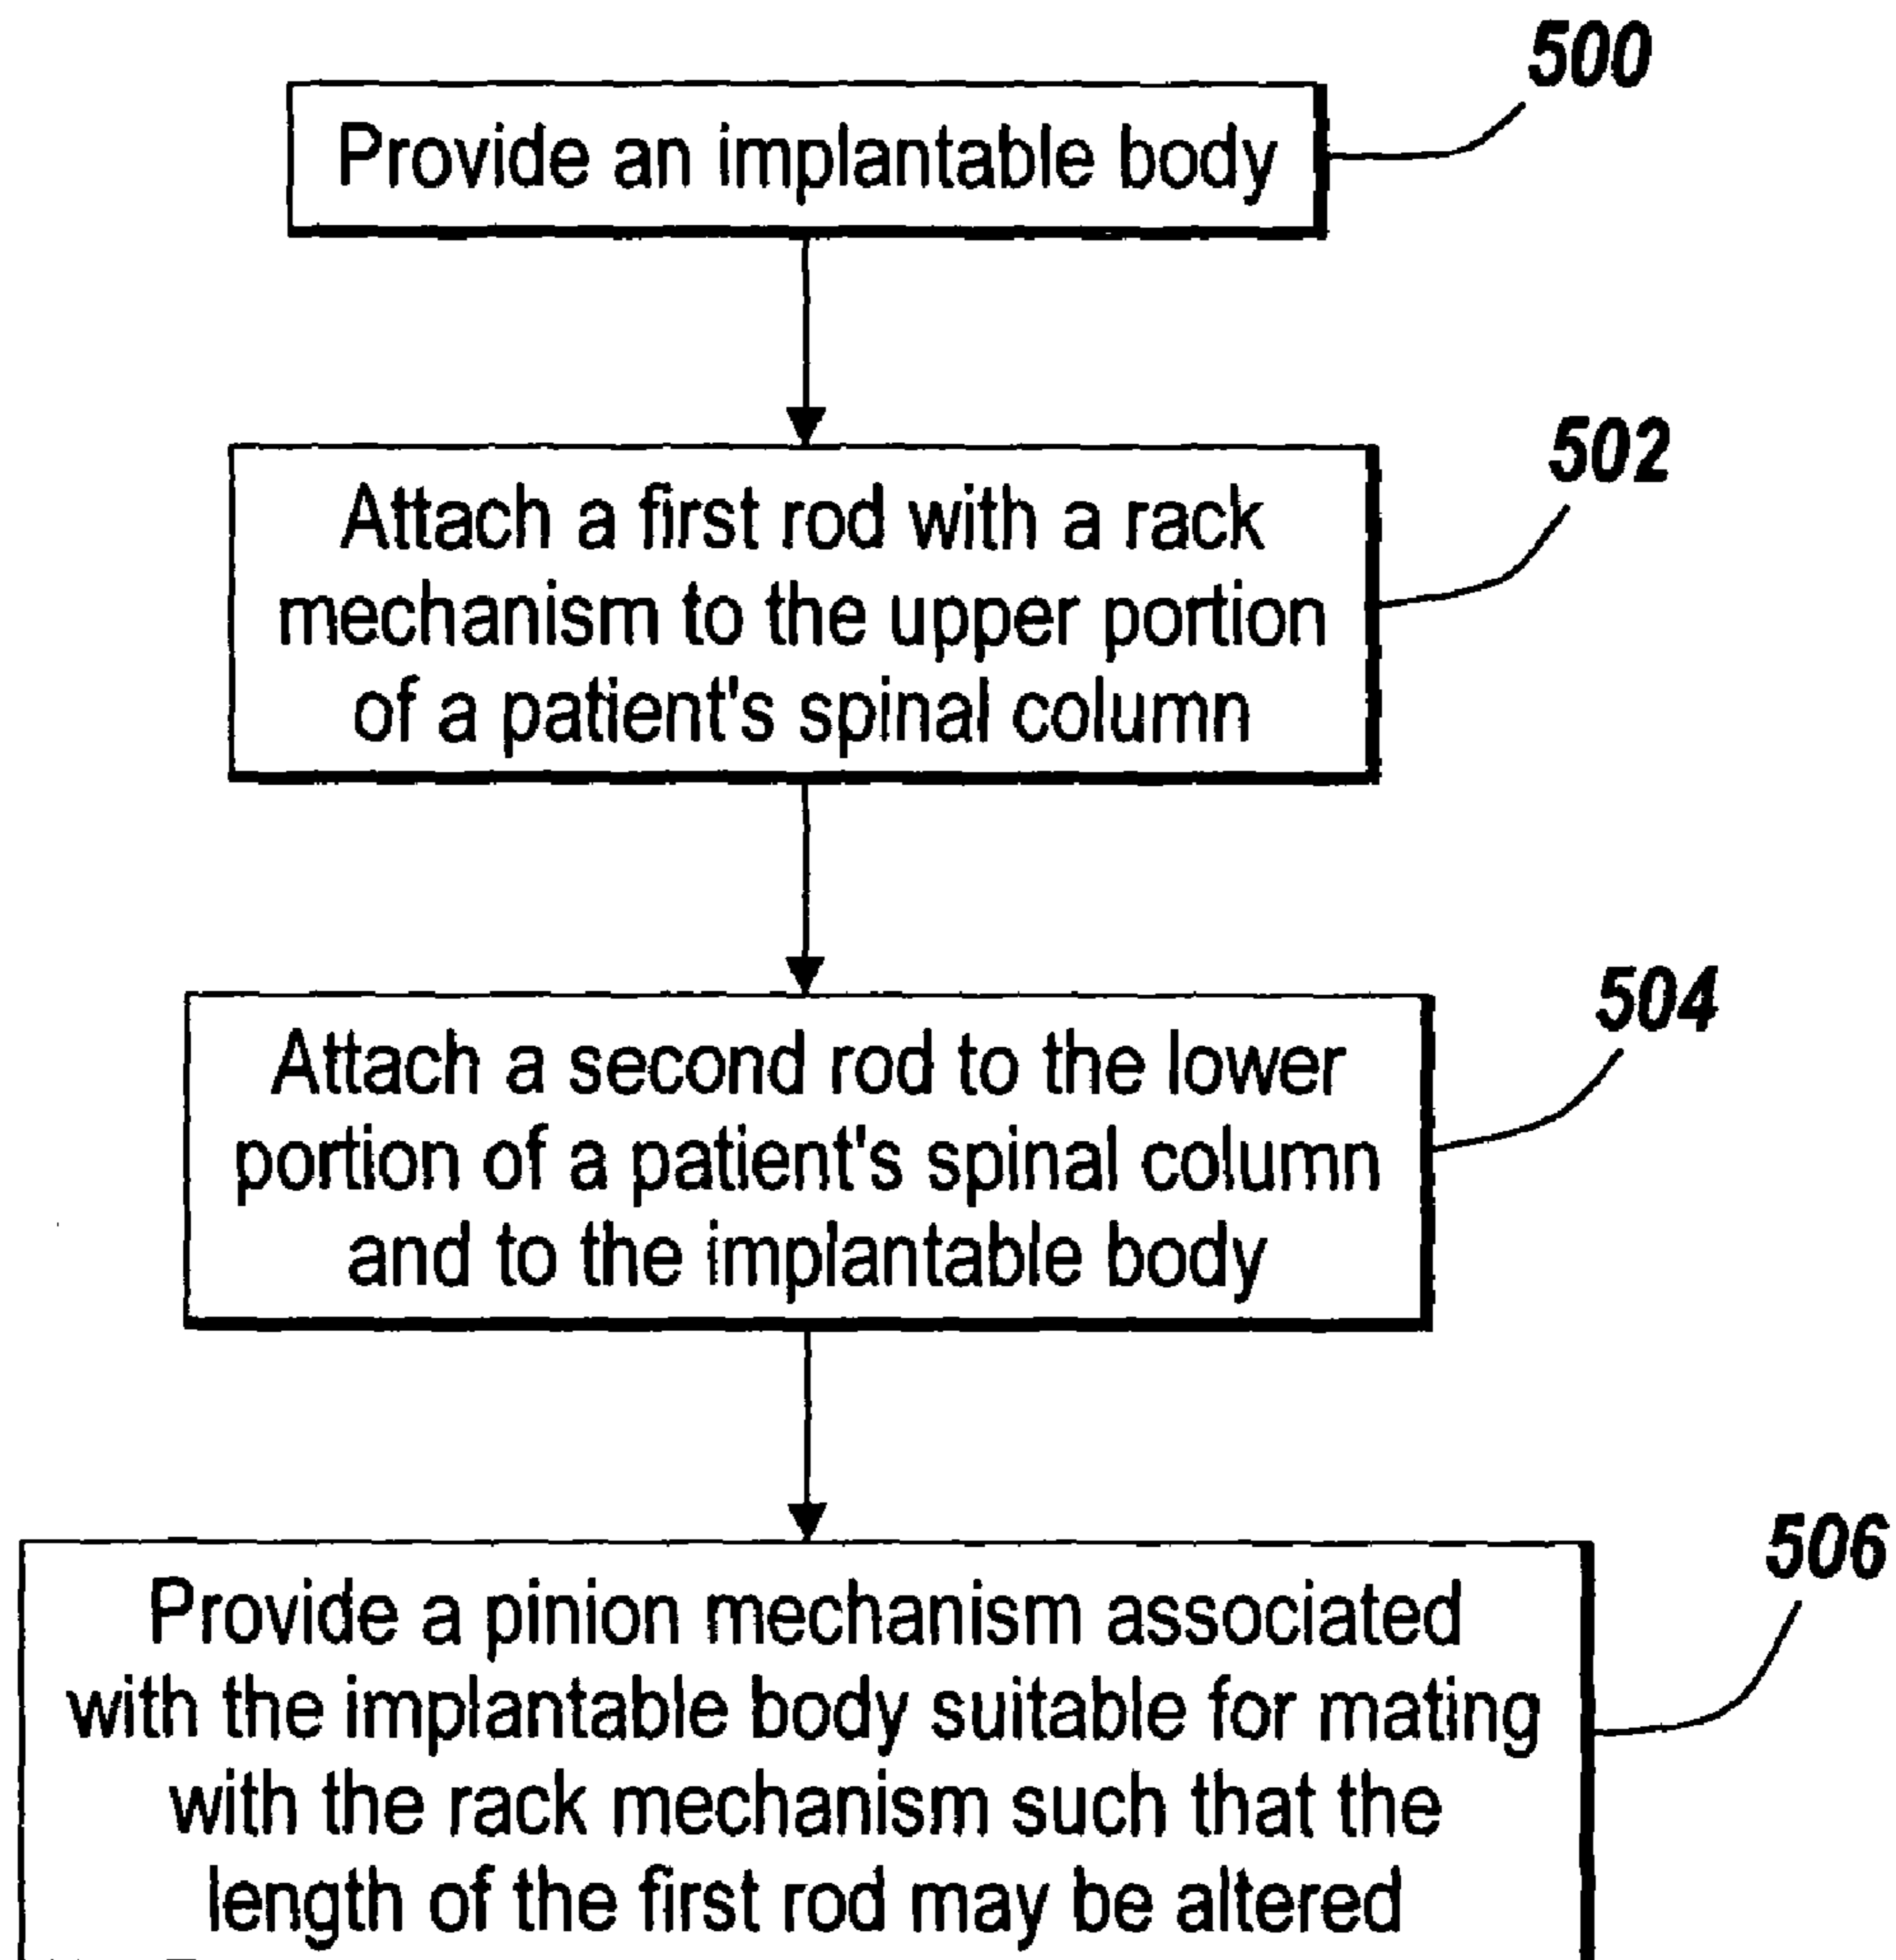 500
Provide an implantable body
502
Attach a first rod with a rack
mechanism to the upper portion
of a patient's spinal column
504
Attach a second rod to the lower
portion of a patient's spinal column
and to the implantable body
506
Provide a pinion mechanism associated
with the implantable body suitable for mating
with the rack mechanism such that the
length of the first rod may be altered